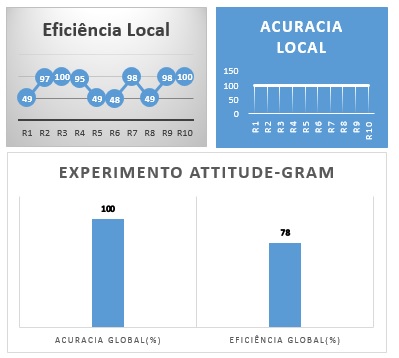 Eficiência Local
49 97 100 95 49 48 98 49 98 100
R1 R2 R3 R4 R5 R6 R7 R8 R9 R10
ACURACIA
LOCAL
150
100
50
0
R1 R2 R3 R4 R5 R6 R7 R8 R9 R10
EXPERIMENTO ATTITUDE-GRAM
100
78
ACURACIA GLOBAL(%) EFICIÊNCIA GLOBAL(%)